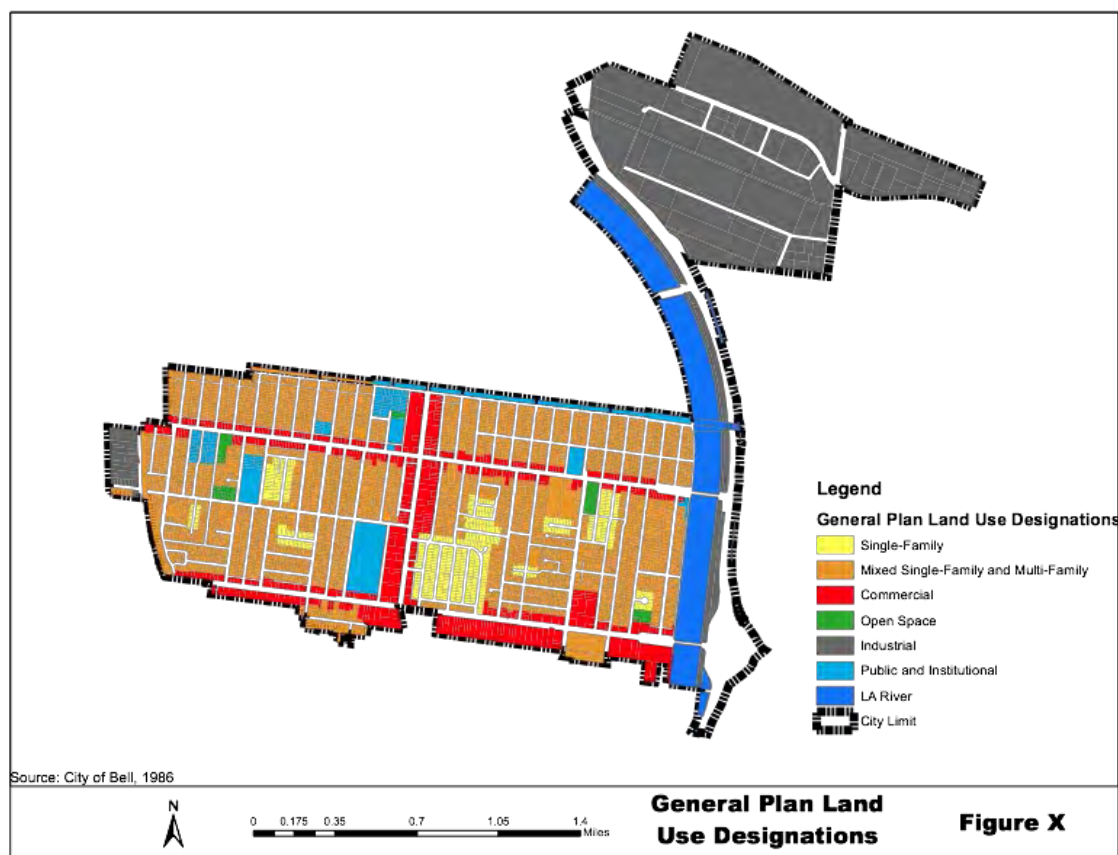 Legend
General Plan Land Use Designations
Single-Family
Mixed Single-Family and Multi-Family
Commercial
Open Space
Industrial
Public and Institutional
LA River
City Limit
Source: City of Bell, 1986
N
0 0.175 0.35 0.7 1.05 1.4
Miles
General Plan Land
Use Designations
Figure X